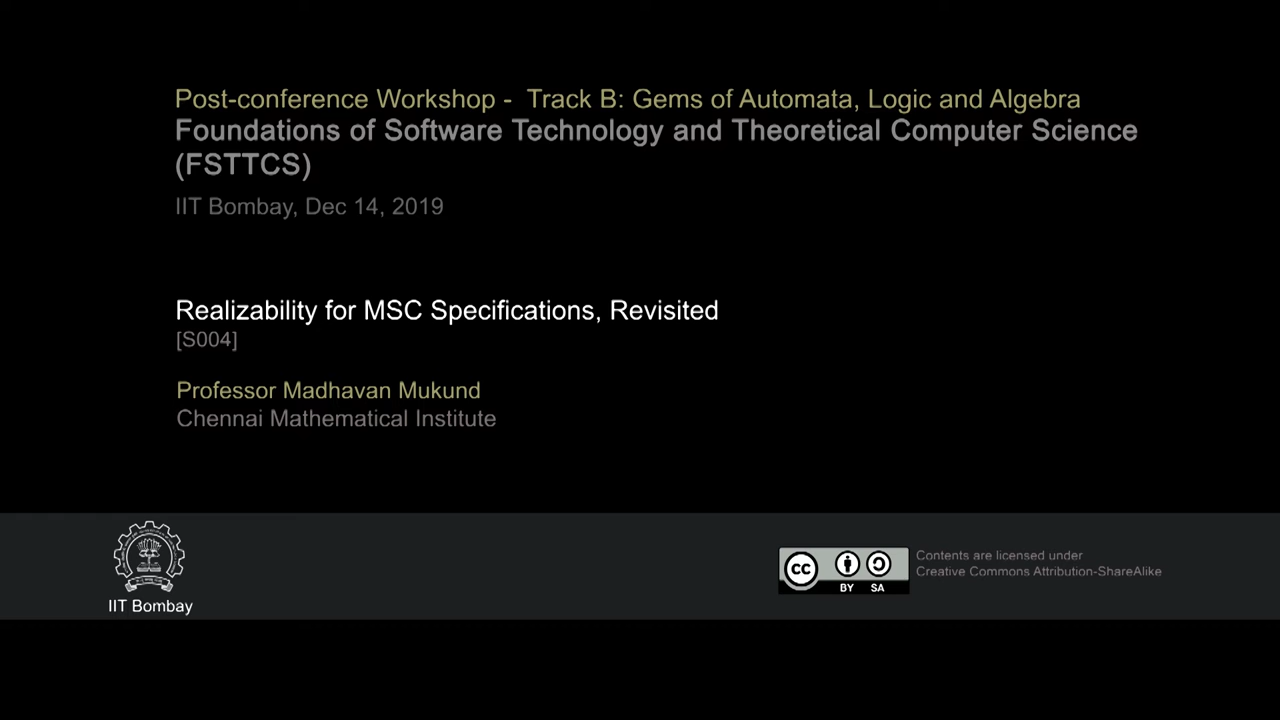 Post-conference Workshop - Track B: Gems of Automata, Logic and Algebra
Foundations of Software Technology and Theoretical Computer Science
(FSTTCS)
IIT Bombay, Dec 14, 2019
Realizability for MSC Specifications, Revisited
[S004]
Professor Madhavan Mukund
Chennai Mathematical Institute
IIT Bombay
cc
BY SA
Contents are licensed under
Creative Commons Attribution-ShareAlike